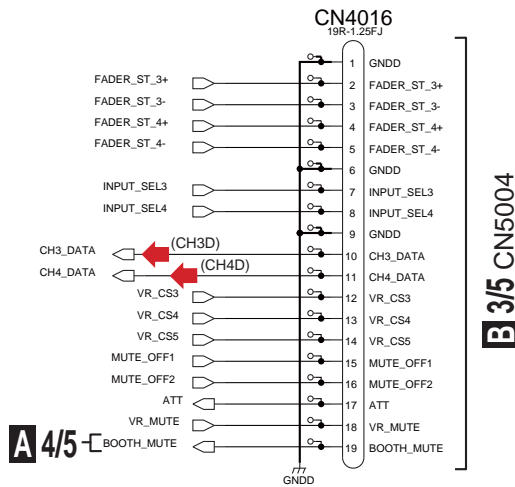 CN4016
19R-1.25FJ
1 GNDD
FADER_ST_3+ 2 FADER_ST_3+
FADER_ST_3- 3 FADER_ST_3-
FADER_ST_4+ 4 FADER_ST_4+
FADER_ST_4- 5 FADER_ST_4-
6 GNDD
INPUT_SEL3 7 INPUT_SEL3
INPUT_SEL4 8 INPUT_SEL4
9 GNDD
CH3_DATA (CH3D) 10 CH3_DATA
CH4_DATA (CH4D) 11 CH4_DATA
VR_CS3 12 VR_CS3
VR_CS4 13 VR_CS4
VR_CS5 14 VR_CS5
MUTE_OFF1 15 MUTE_OFF1
MUTE_OFF2 16 MUTE_OFF2
ATT 17 ATT
VR_MUTE 18 VR_MUTE
A 4/5 BOOTH_MUTE 19 BOOTH_MUTE
GNDD
B 3/5 CN5004